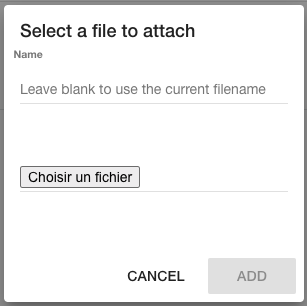 Select a file to attach
Name
Leave blank to use the current filename
Choisir un fichier
CANCEL ADD